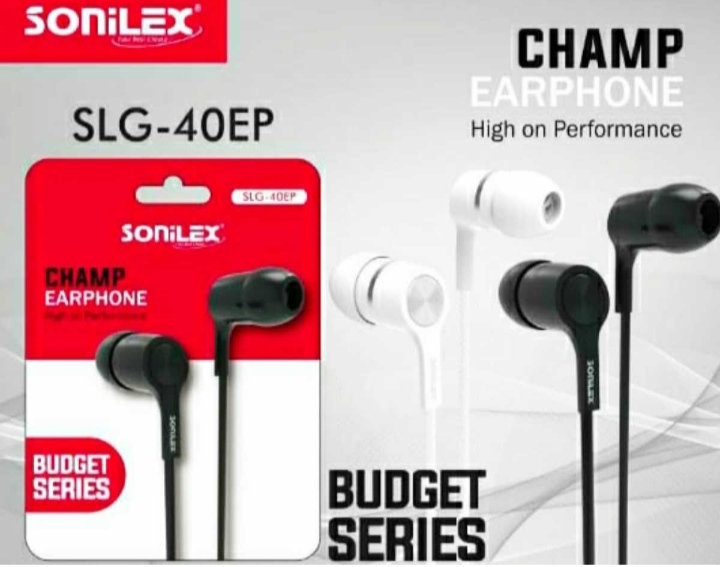 SONiLEX
CHAMP
EARPHONE
High on Performance
SLG-40EP
SLG-40EP
SONiLEX
CHAMP
EARPHONE
High on Performance
SONiLEX
SONiLEX
BUDGET
SERIES
BUDGET
SERIES